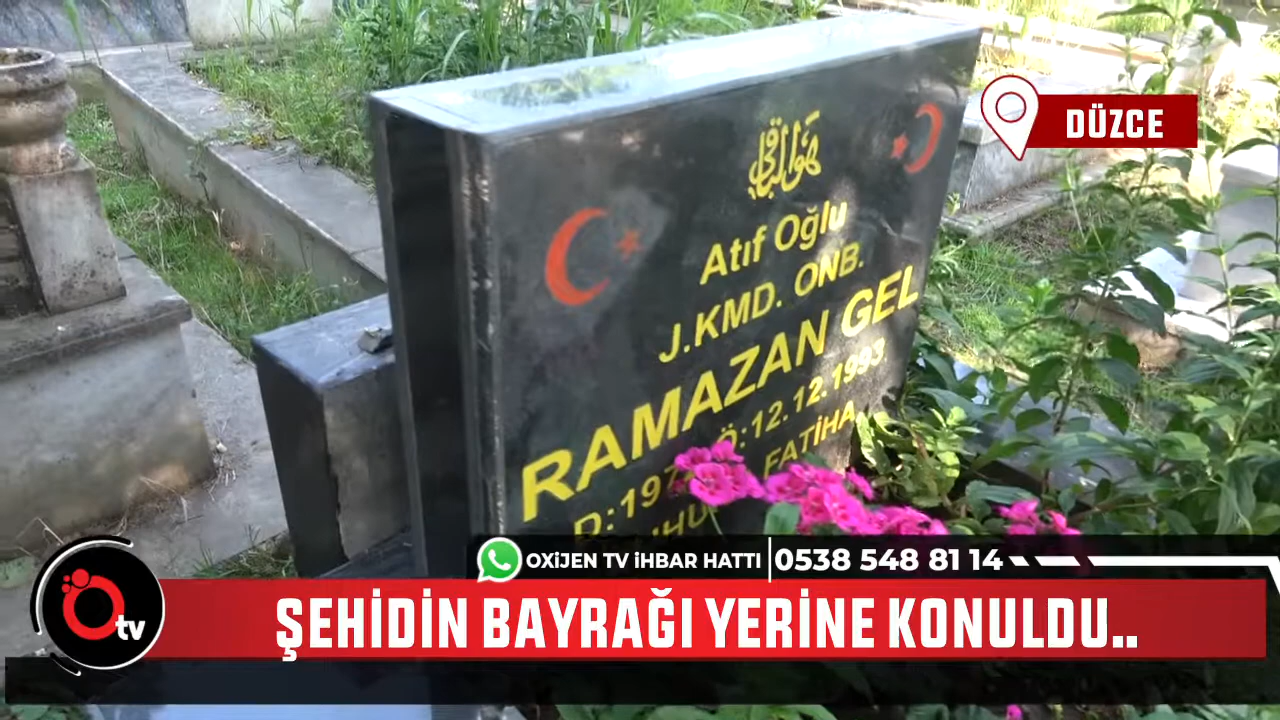 DÜZCE
هو الباقي
Atıf Oğlu
J.KMD. ONB.
RAMAZAN GEL
D:197 Ö:12.12.1993
FATİHA
OXİJEN TV İHBAR HATTI 0538 548 81 14
ŞEHİDİN BAYRAĞI YERİNE KONULDU..
tv